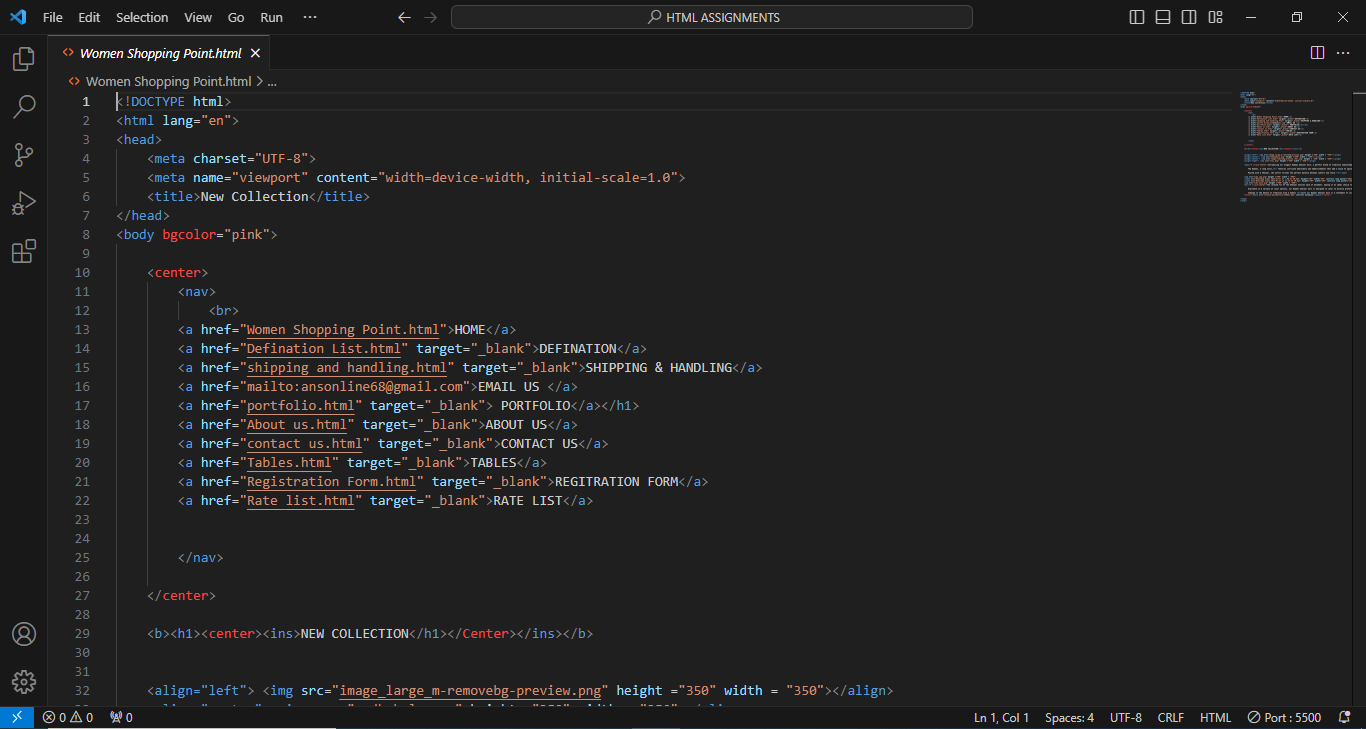 File Edit Selection View Go Run ··· HTML ASSIGNMENTS
Women Shopping Point.html
Women Shopping Point.html > ...
1 <!DOCTYPE html>
2 <html lang="en">
3 <head>
4 <meta charset="UTF-8">
5 <meta name="viewport" content="width=device-width, initial-scale=1.0">
6 <title>New Collection</title>
7 </head>
8 <body bgcolor="pink">
9
10 <center>
11 <nav>
12 <br>
13 <a href="Women Shopping Point.html">HOME</a>
14 <a href="Defination List.html" target="_blank">DEFINATION</a>
15 <a href="shipping and handling.html" target="_blank">SHIPPING & HANDLING</a>
16 <a href="mailto:ansonline68@gmail.com">EMAIL US </a>
17 <a href="portfolio.html" target="_blank"> PORTFOLIO</a></h1>
18 <a href="About us.html" target="_blank">ABOUT US</a>
19 <a href="contact us.html" target="_blank">CONTACT US</a>
20 <a href="Tables.html" target="_blank">TABLES</a>
21 <a href="Registration Form.html" target="_blank">REGITRATION FORM</a>
22 <a href="Rate list.html" target="_blank">RATE LIST</a>
23
24
25 </nav>
26
27 </center>
28
29 <b><h1><center><ins>NEW COLLECTION</h1></Center></ins></b>
30
31
32 <align="left"> <img src="image_large_m-removebg-preview.png" height ="350" width = "350"></align>
0 0 0 Ln 1, Col 1 Spaces: 4 UTF-8 CRLF HTML Port : 5500